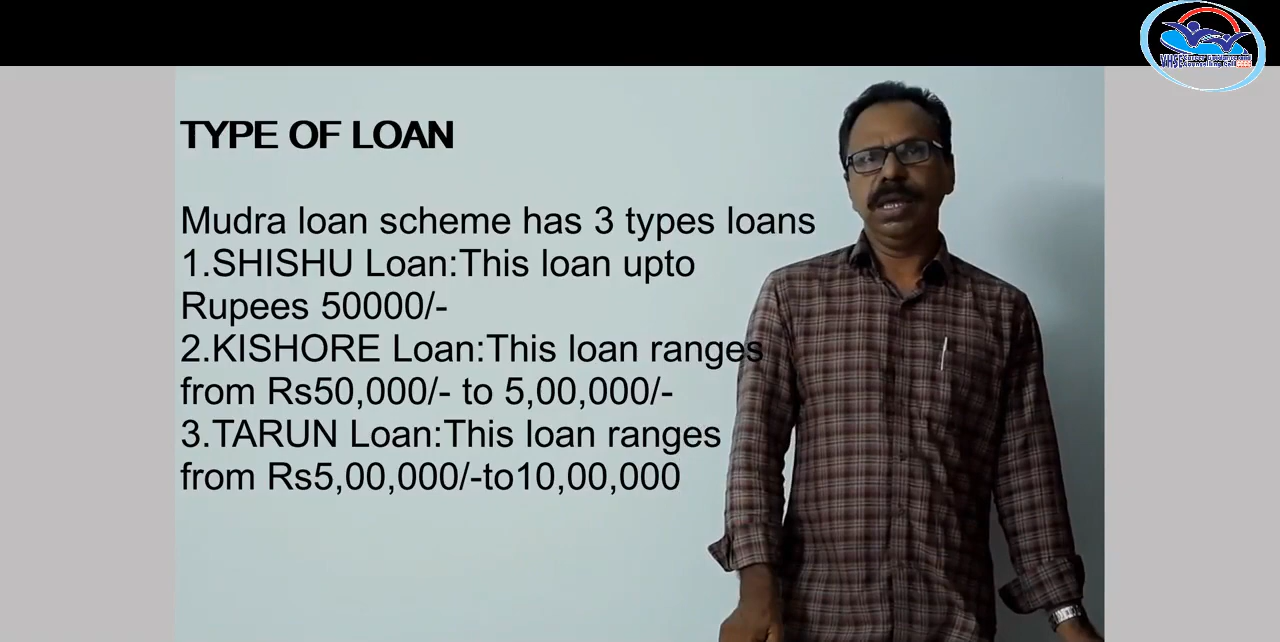 TYPE OF LOAN
Mudra loan scheme has 3 types loans
1.SHISHU Loan:This loan upto
Rupees 50000/-
2.KISHORE Loan:This loan ranges
from Rs50,000/- to 5,00,000/-
3.TARUN Loan:This loan ranges
from Rs5,00,000/-to10,00,000